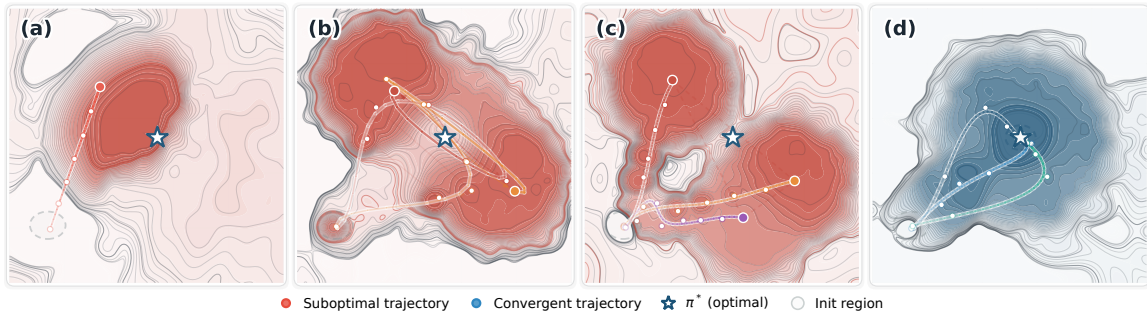 (a) (b) (c) (d)
Suboptimal trajectory Convergent trajectory π* (optimal) Init region